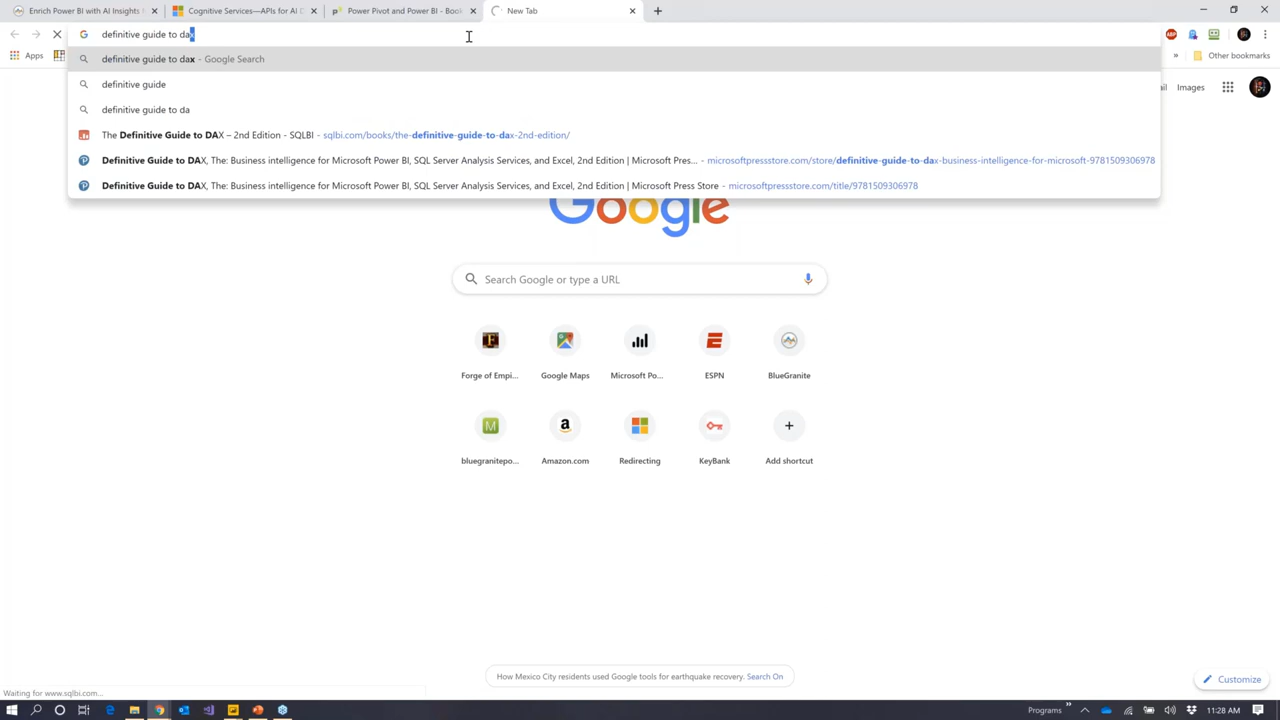 Enrich Power BI with AI Insights
Cognitive Services—APIs for AI D
Power Pivot and Power BI - Boo
New Tab
definitive guide to dax
Apps
Other bookmarks
definitive guide to dax - Google Search
definitive guide
definitive guide to da
The Definitive Guide to DAX – 2nd Edition - SQLBI - sqlbi.com/books/the-definitive-guide-to-dax-2nd-edition/
Definitive Guide to DAX, The: Business intelligence for Microsoft Power BI, SQL Server Analysis Services, and Excel, 2nd Edition | Microsoft Pres... - microsoftpressstore.com/store/definitive-guide-to-dax-business-intelligence-for-microsoft-9781509306978
Definitive Guide to DAX, The: Business intelligence for Microsoft Power BI, SQL Server Analysis Services, and Excel, 2nd Edition | Microsoft Press Store - microsoftpressstore.com/title/9781509306978
Images
Google
Search Google or type a URL
Forge of Empi...
Google Maps
Microsoft Po...
ESPN
BlueGranite
bluegranitepo...
Amazon.com
Redirecting
KeyBank
Add shortcut
How Mexico City residents used Google tools for earthquake recovery. Search On
Customize
Waiting for www.sqlbi.com...
Programs
11:28 AM